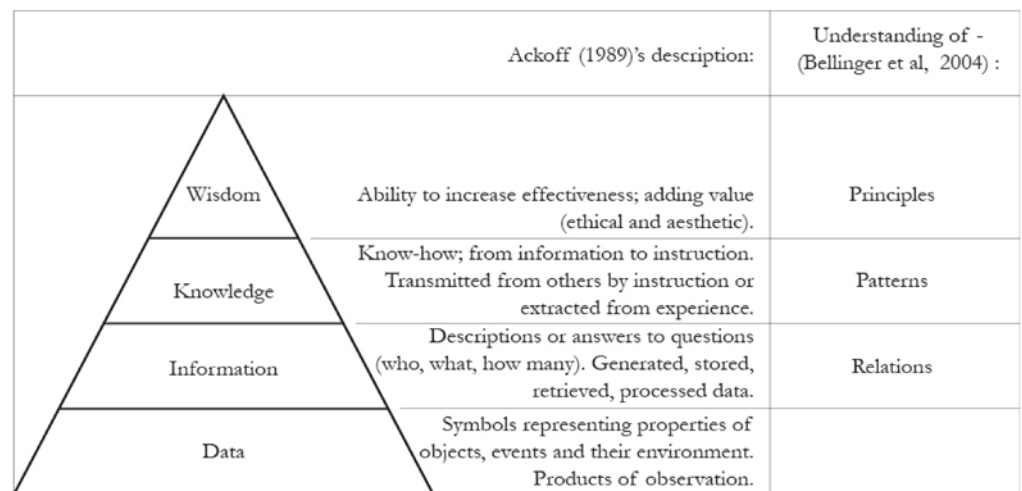 Ackoff (1989)'s description:
Understanding of -
(Bellinger et al, 2004) :
Wisdom
Ability to increase effectiveness; adding value
(ethical and aesthetic).
Principles
Knowledge
Know-how; from information to instruction.
Transmitted from others by instruction or
extracted from experience.
Patterns
Information
Descriptions or answers to questions
(who, what, how many). Generated, stored,
retrieved, processed data.
Relations
Data
Symbols representing properties of
objects, events and their environment.
Products of observation.